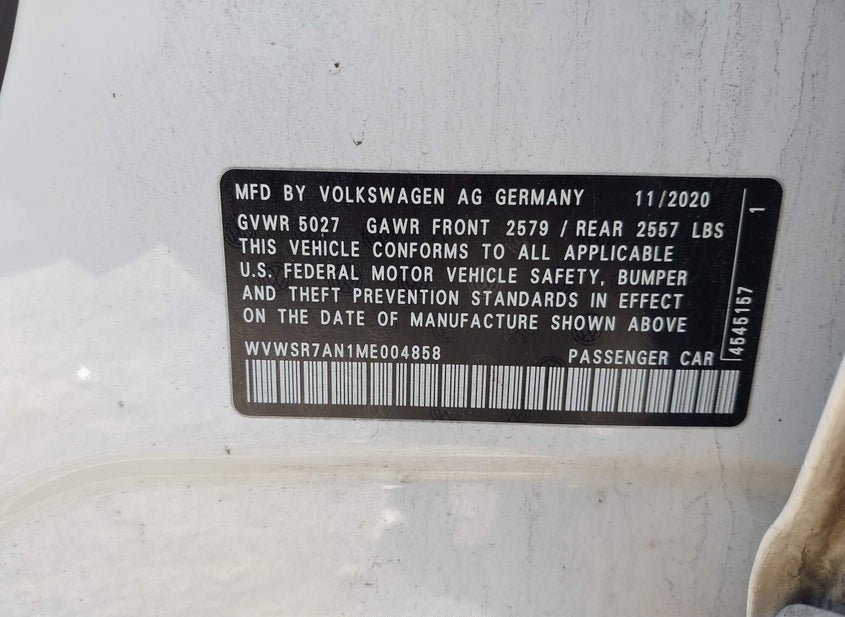 MFD BY VOLKSWAGEN AG GERMANY 11/2020
GVWR 5027 GAWR FRONT 2579 / REAR 2557 LBS
THIS VEHICLE CONFORMS TO ALL APPLICABLE
U.S. FEDERAL MOTOR VEHICLE SAFETY, BUMPER
AND THEFT PREVENTION STANDARDS IN EFFECT
ON THE DATE OF MANUFACTURE SHOWN ABOVE
WVWSR7AN1ME004858 PASSENGER CAR
4545157 1